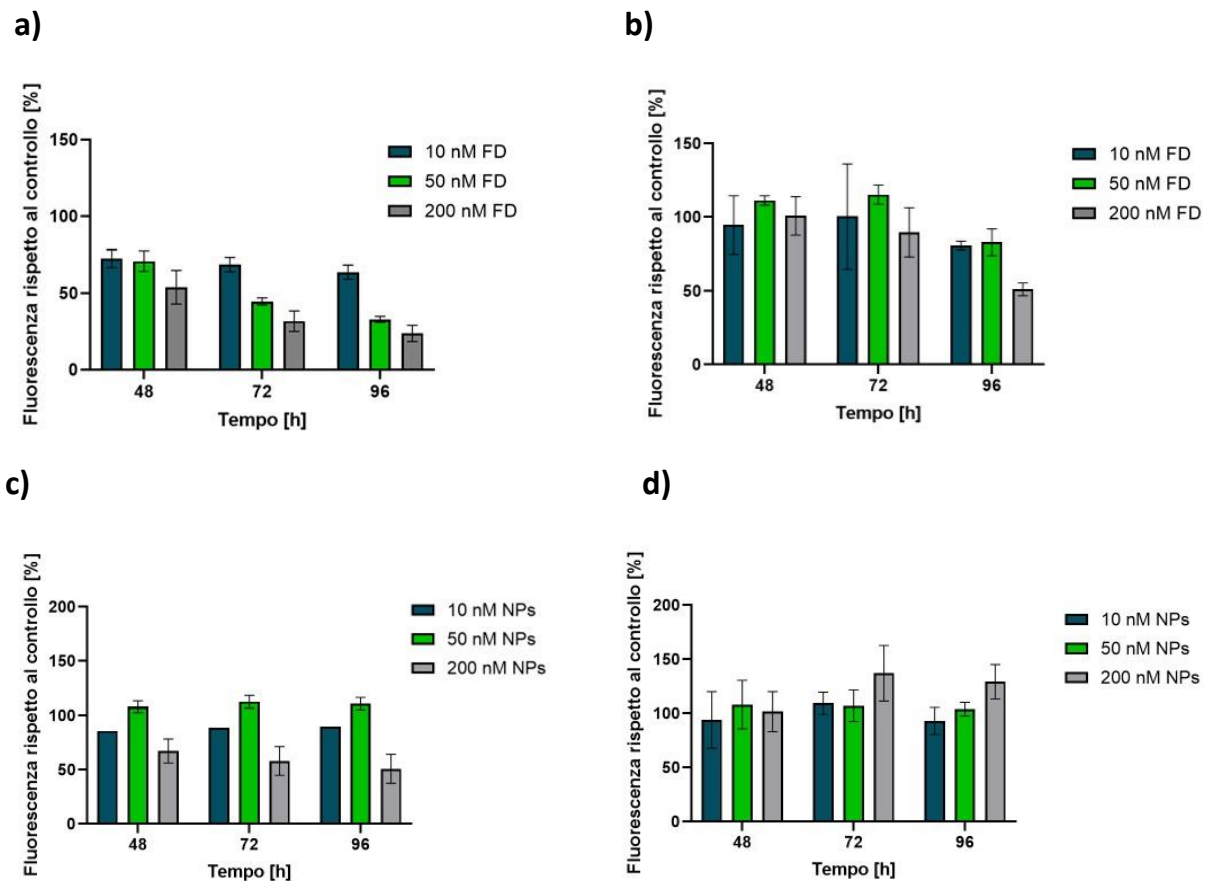 a)
Fluorescenza rispetto al controllo [%]
150
100
50
0
48 72 96
Tempo [h]
10 nM FD
50 nM FD
200 nM FD
b)
Fluorescenza rispetto al controllo [%]
150
100
50
0
48 72 96
Tempo [h]
10 nM FD
50 nM FD
200 nM FD
c)
Fluorescenza rispetto al controllo [%]
200
150
100
50
0
48 72 96
Tempo [h]
10 nM NPs
50 nM NPs
200 nM NPs
d)
Fluorescenza rispetto al controllo [%]
200
150
100
50
0
48 72 96
Tempo [h]
10 nM NPs
50 nM NPs
200 nM NPs